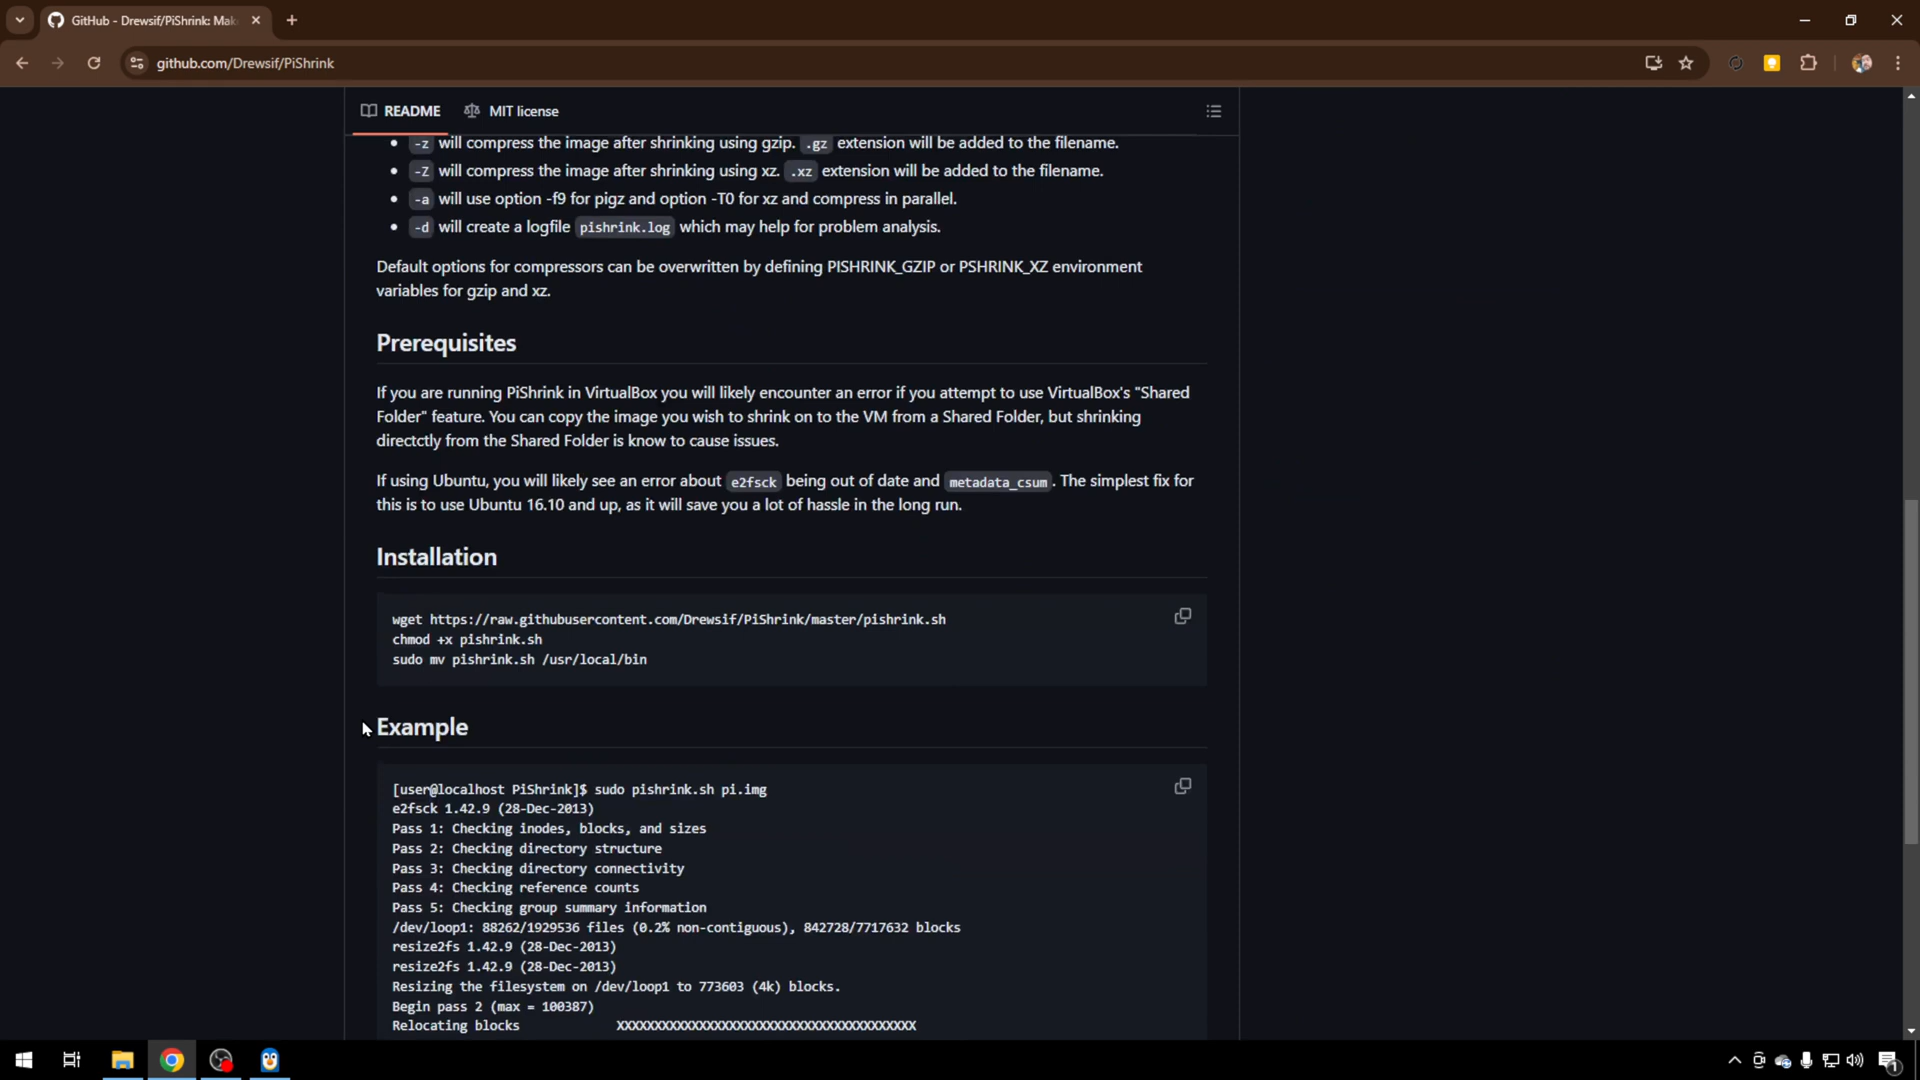 GitHub - Drewsif/PiShrink: Mak
github.com/Drewsif/PiShrink
README MIT license
-z will compress the image after shrinking using gzip. .gz extension will be added to the filename.
-Z will compress the image after shrinking using xz. .xz extension will be added to the filename.
-a will use option -f9 for pigz and option -T0 for xz and compress in parallel.
-d will create a logfile pishrink.log which may help for problem analysis.
Default options for compressors can be overwritten by defining PISHRINK_GZIP or PSHRINK_XZ environment
variables for gzip and xz.
Prerequisites
If you are running PiShrink in VirtualBox you will likely encounter an error if you attempt to use VirtualBox's "Shared
Folder" feature. You can copy the image you wish to shrink on to the VM from a Shared Folder, but shrinking
directctly from the Shared Folder is know to cause issues.
If using Ubuntu, you will likely see an error about e2fsck being out of date and metadata_csum. The simplest fix for
this is to use Ubuntu 16.10 and up, as it will save you a lot of hassle in the long run.
Installation
wget https://raw.githubusercontent.com/Drewsif/PiShrink/master/pishrink.sh
chmod +x pishrink.sh
sudo mv pishrink.sh /usr/local/bin
Example
[user@localhost PiShrink]$ sudo pishrink.sh pi.img
e2fsck 1.42.9 (28-Dec-2013)
Pass 1: Checking inodes, blocks, and sizes
Pass 2: Checking directory structure
Pass 3: Checking directory connectivity
Pass 4: Checking reference counts
Pass 5: Checking group summary information
/dev/loop1: 88262/1929536 files (0.2% non-contiguous), 842728/7717632 blocks
resize2fs 1.42.9 (28-Dec-2013)
resize2fs 1.42.9 (28-Dec-2013)
Resizing the filesystem on /dev/loop1 to 773603 (4k) blocks.
Begin pass 2 (max = 100387)
Relocating blocks XXXXXXXXXXXXXXXXXXXXXXXXXXXXXXXXXXXXXXXX
1